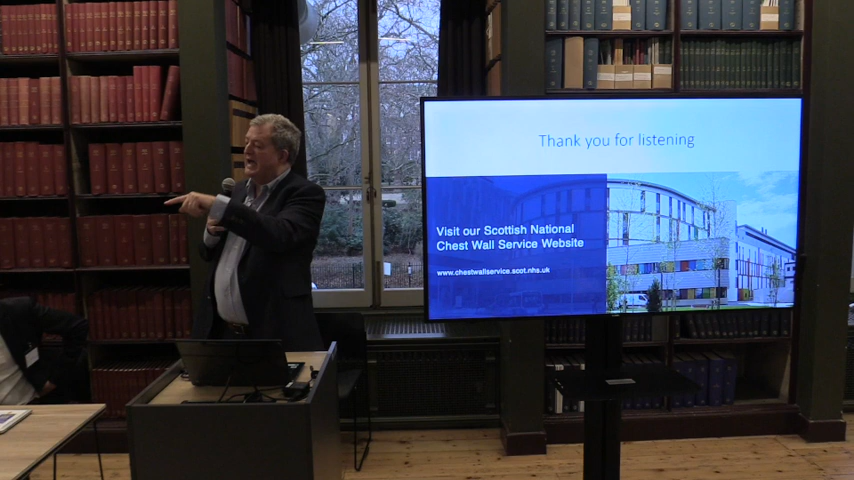 Thank you for listening
Visit our Scottish National
Chest Wall Service Website
www.chestwallservice.scot.nhs.uk